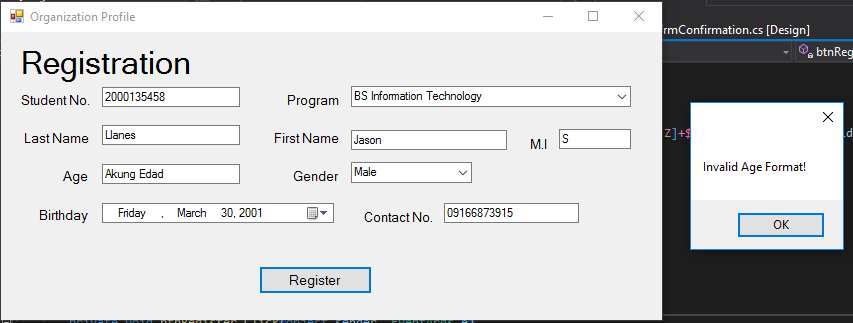 Organization Profile
rmConfirmation.cs [Design]
btnReg
Registration
Student No. 2000135458 Program BS Information Technology
Last Name Llanes First Name Jason M.I S
Z]+$
Invalid Age Format!
Age Akung Edad Gender Male
Birthday Friday , March 30, 2001 Contact No. 09166873915
OK
Register